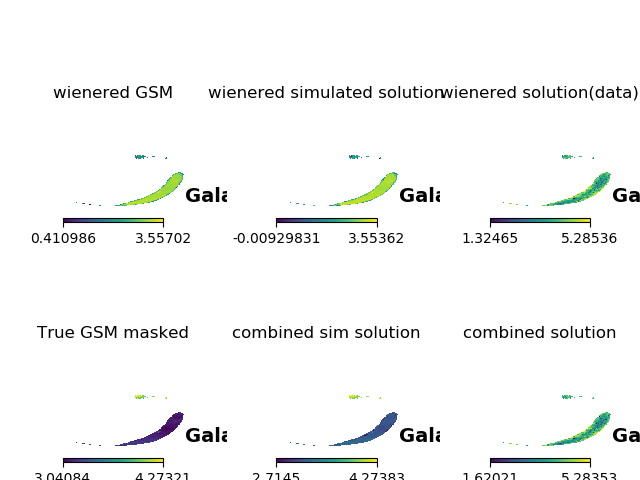 wienered GSM
wienered simulated solution
wienered solution(data)
Gala
Gala
Ga
0.410986 3.55702
-0.00929831 3.55362
1.32465 5.28536
True GSM masked
combined sim solution
combined solution
Gala
Gala
Ga
3.04084 4.27321
2.7145 4.27383
1.62021 5.28353